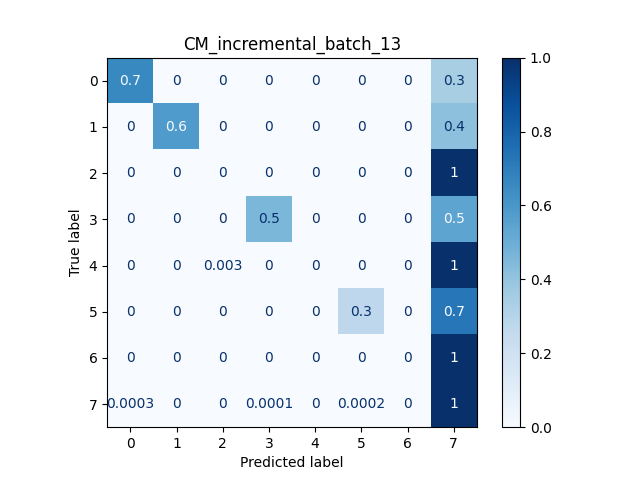 CM_incremental_batch_13
0 0.7 0 0 0 0 0 0 0.3
1 0 0.6 0 0 0 0 0 0.4
2 0 0 0 0 0 0 0 1
3 0 0 0 0.5 0 0 0 0.5
4 0 0 0.003 0 0 0 0 1
5 0 0 0 0 0 0.3 0 0.7
6 0 0 0 0 0 0 0 1
7 0.0003 0 0 0.0001 0 0.0002 0 1
0 1 2 3 4 5 6 7
Predicted label
True label
1.0
0.8
0.6
0.4
0.2
0.0